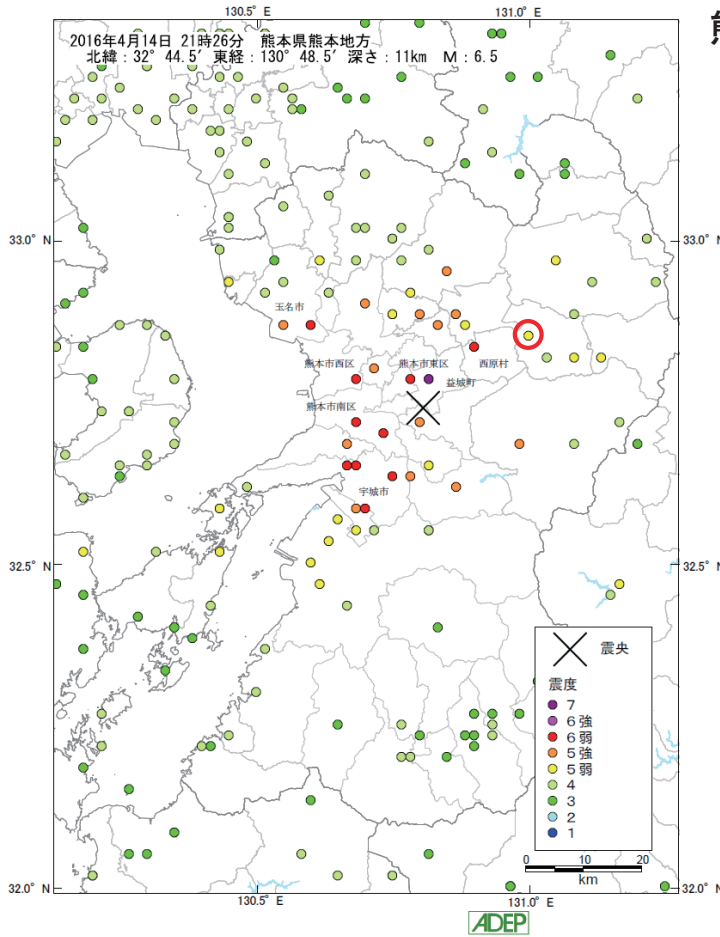 熊
130.5° E
131.0° E
2016年4月14日 21時26分 熊本県熊本地方
北緯：32° 44.5′ 東経：130° 48.5′ 深さ：11km M：6.5
33.0° N
33.0° N
玉名市
熊本市西区
熊本市東区
西原村
益城町
熊本市南区
宇城市
32.5° N
32.5° N
震央
震度
7
6強
6弱
5強
5弱
4
3
2
1
0 10 20
km
32.0° N
32.0° N
130.5° E
131.0° E
ADEP